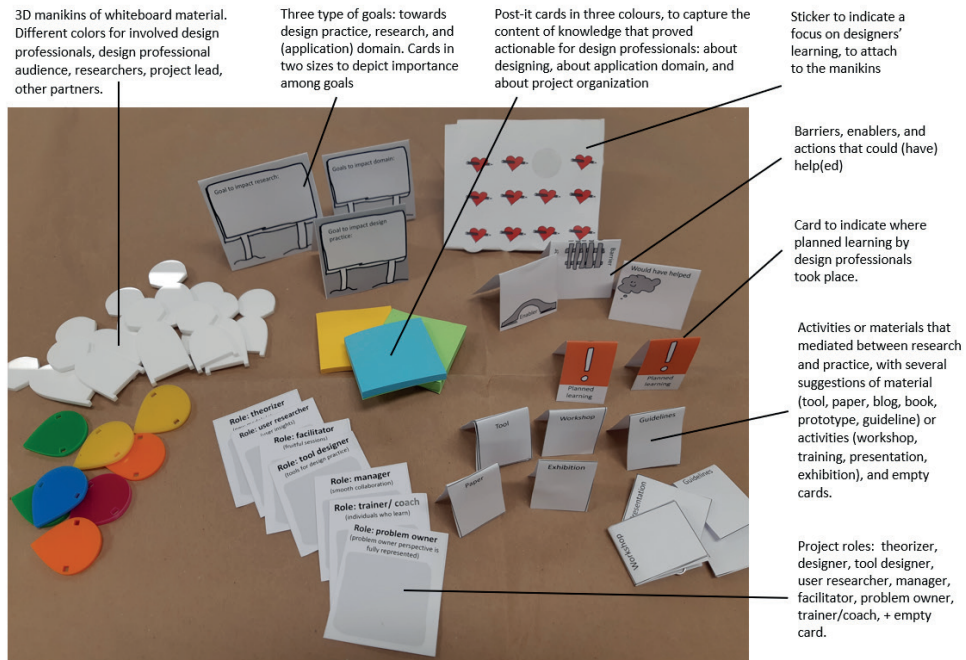 3D manikins of whiteboard material.
Different colors for involved design
professionals, design professional
audience, researchers, project lead,
other partners.
Three type of goals: towards
design practice, research, and
(application) domain. Cards in
two sizes to depict importance
among goals
Post-it cards in three colours, to capture the
content of knowledge that proved
actionable for design professionals: about
designing, about application domain, and
about project organization
Sticker to indicate a
focus on designers'
learning, to attach
to the manikins
Barriers, enablers, and
actions that could (have)
help(ed)
Card to indicate where
planned learning by
design professionals
took place.
Activities or materials that
mediated between research
and practice, with several
suggestions of material
(tool, paper, blog, book,
prototype, guideline) or
activities (workshop,
training, presentation,
exhibition), and empty
cards.
Project roles: theorizer,
designer, tool designer,
user researcher, manager,
facilitator, problem owner,
trainer/coach, + empty
card.
Goal to impact research:
Goals to impact domain:
Goal to impact design
practice:
Barrier
Enabler
Would have helped
Planned
learning
Planned
learning
Tool
Workshop
Guidelines
Paper
Exhibition
Guidelines
Workshop
Role: theorizer
Role: user researcher
Role: facilitator
(fruitful sessions)
Role: tool designer
(tools for design practice)
Role: manager
(smooth collaboration)
Role: trainer/ coach
(individuals who learn)
Role: problem owner
(problem owner perspective is
fully represented)